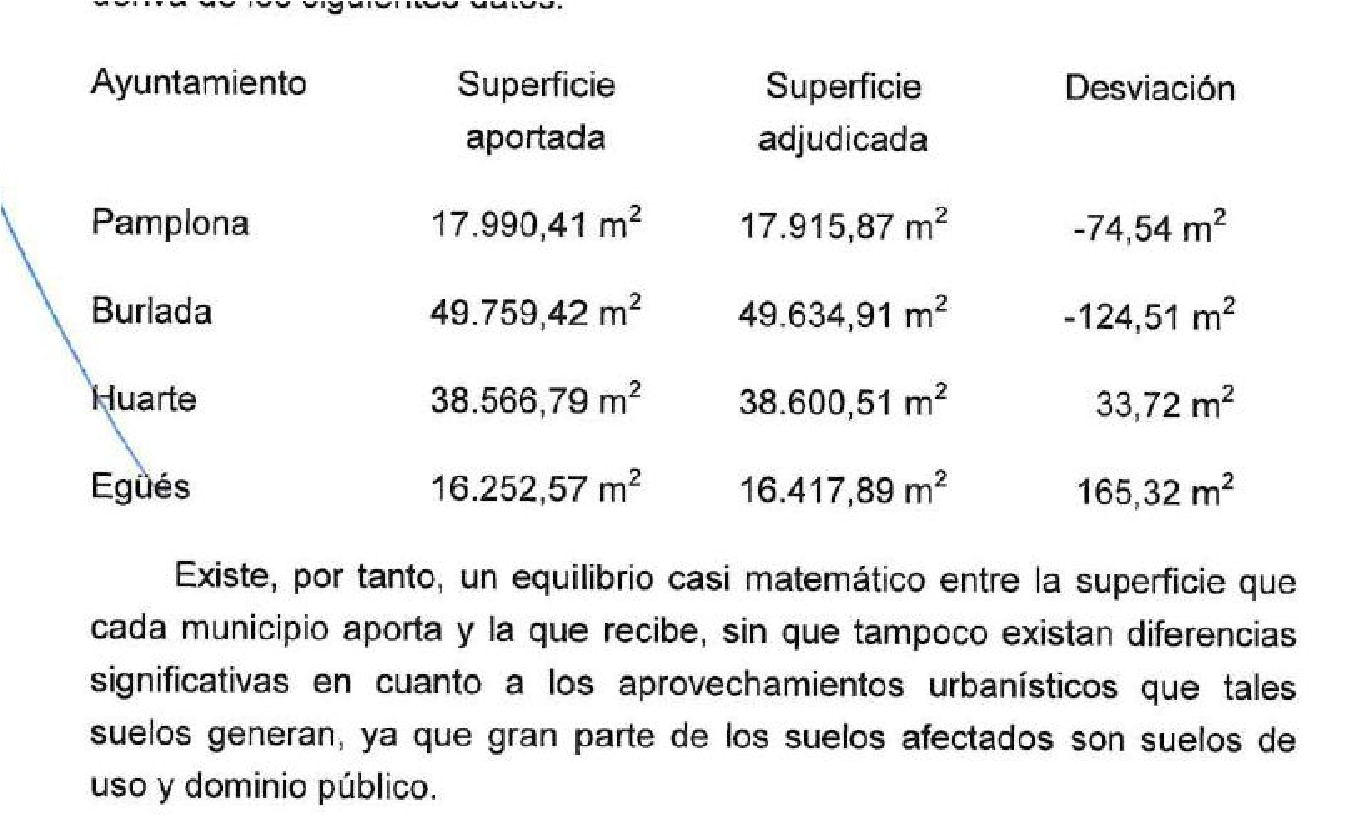 Ayuntamiento Superficie aportada Superficie adjudicada Desviación
Pamplona 17.990,41 m² 17.915,87 m² -74,54 m²
Burlada 49.759,42 m² 49.634,91 m² -124,51 m²
Huarte 38.566,79 m² 38.600,51 m² 33,72 m²
Egüés 16.252,57 m² 16.417,89 m² 165,32 m²
Existe, por tanto, un equilibrio casi matemático entre la superficie que
cada municipio aporta y la que recibe, sin que tampoco existan diferencias
significativas en cuanto a los aprovechamientos urbanísticos que tales
suelos generan, ya que gran parte de los suelos afectados son suelos de
uso y dominio público.